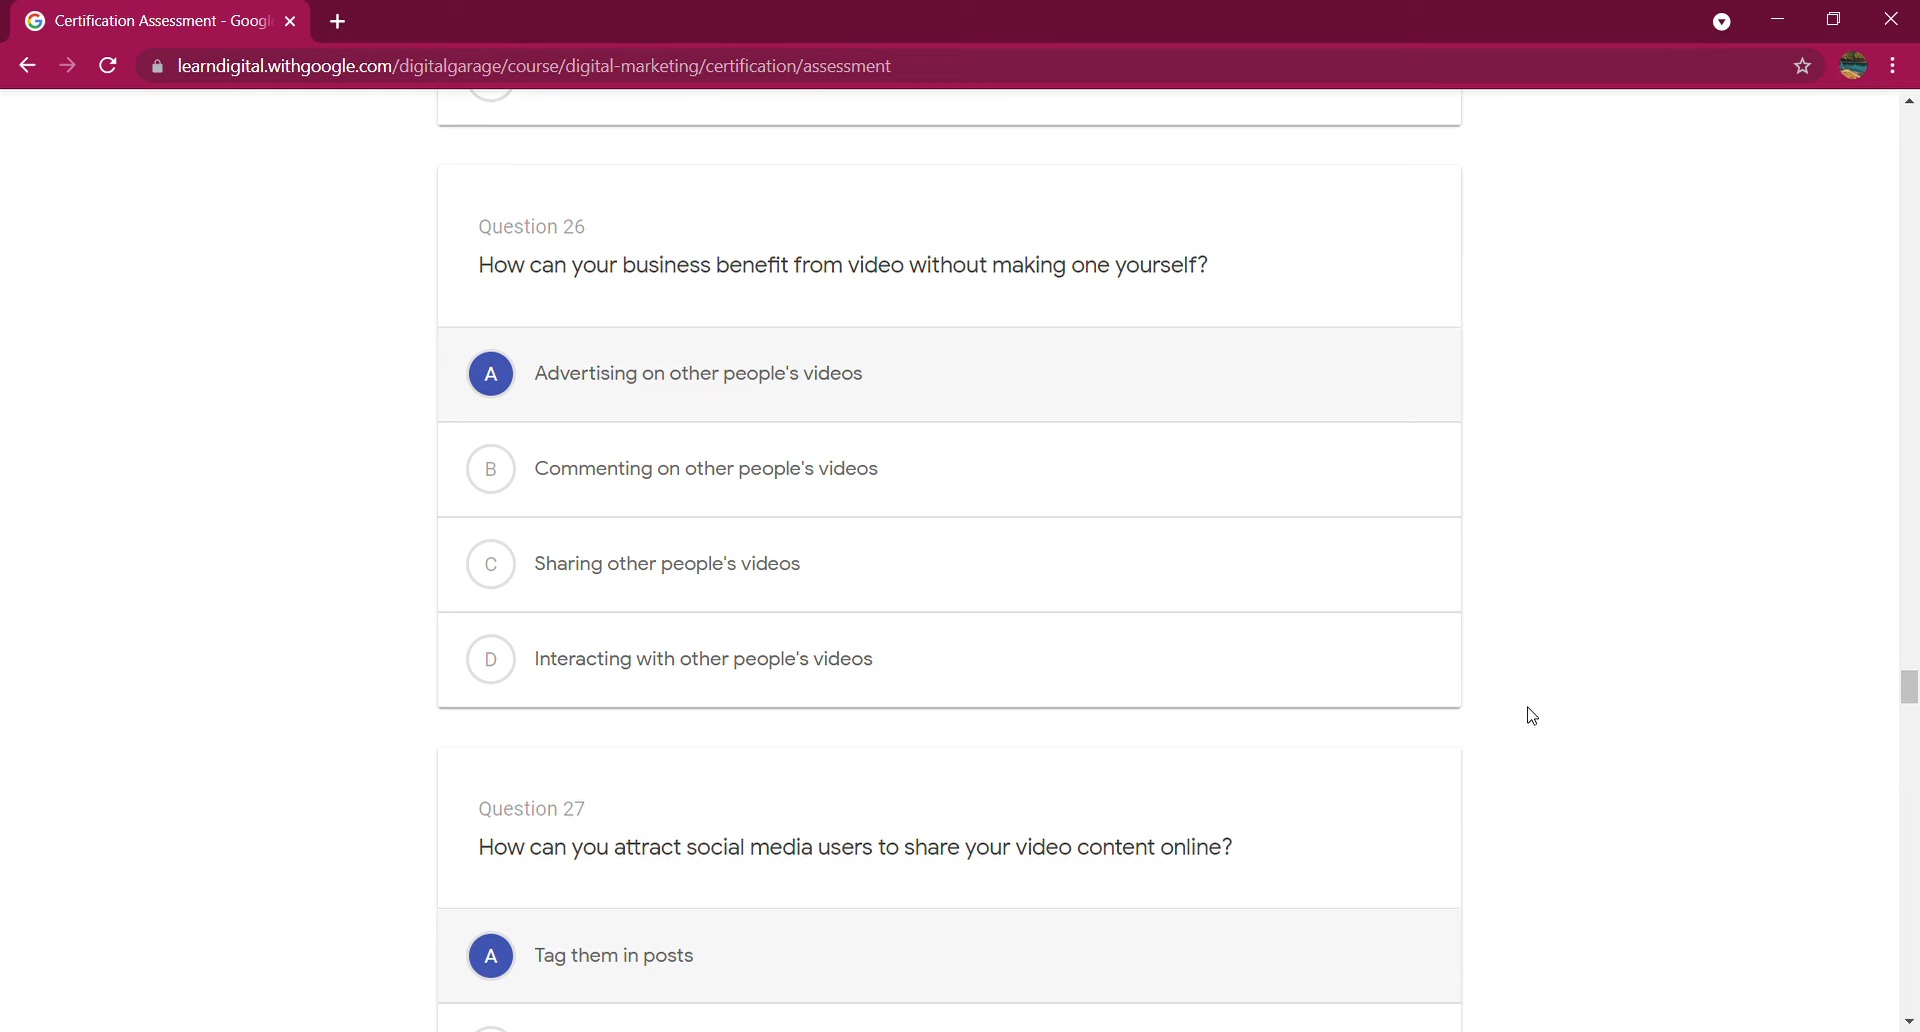 Certification Assessment - Googl
learndigital.withgoogle.com/digitalgarage/course/digital-marketing/certification/assessment
Question 26
How can your business benefit from video without making one yourself?
A Advertising on other people's videos
B Commenting on other people's videos
C Sharing other people's videos
D Interacting with other people's videos
Question 27
How can you attract social media users to share your video content online?
A Tag them in posts